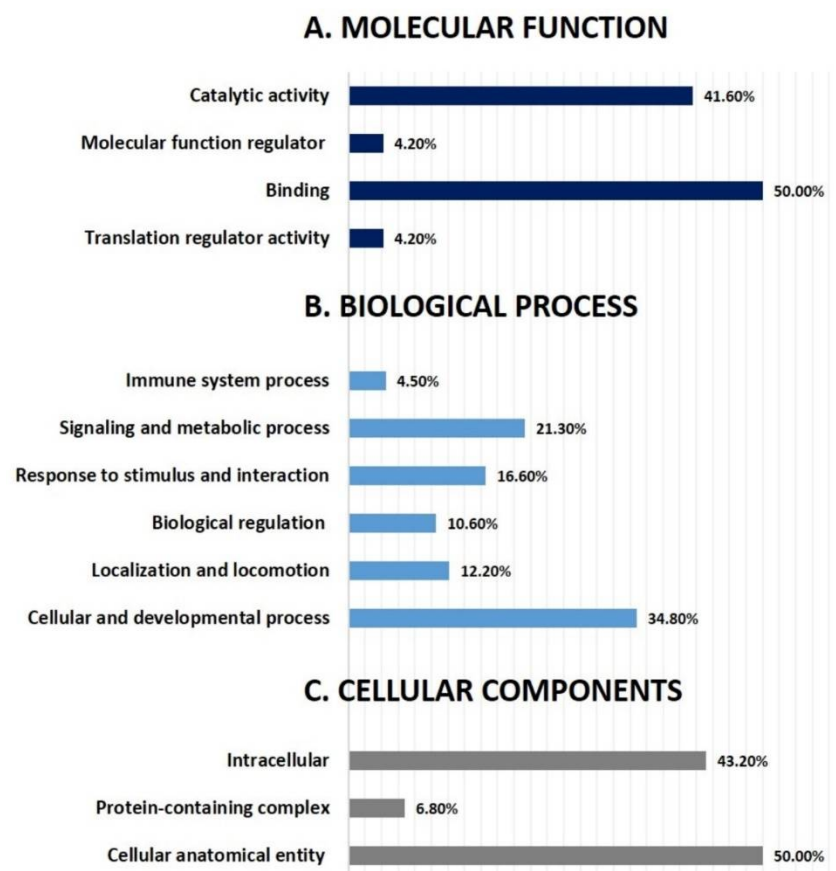 A. MOLECULAR FUNCTION
Catalytic activity 41.60%
Molecular function regulator 4.20%
Binding 50.00%
Translation regulator activity 4.20%
B. BIOLOGICAL PROCESS
Immune system process 4.50%
Signaling and metabolic process 21.30%
Response to stimulus and interaction 16.60%
Biological regulation 10.60%
Localization and locomotion 12.20%
Cellular and developmental process 34.80%
C. CELLULAR COMPONENTS
Intracellular 43.20%
Protein-containing complex 6.80%
Cellular anatomical entity 50.00%